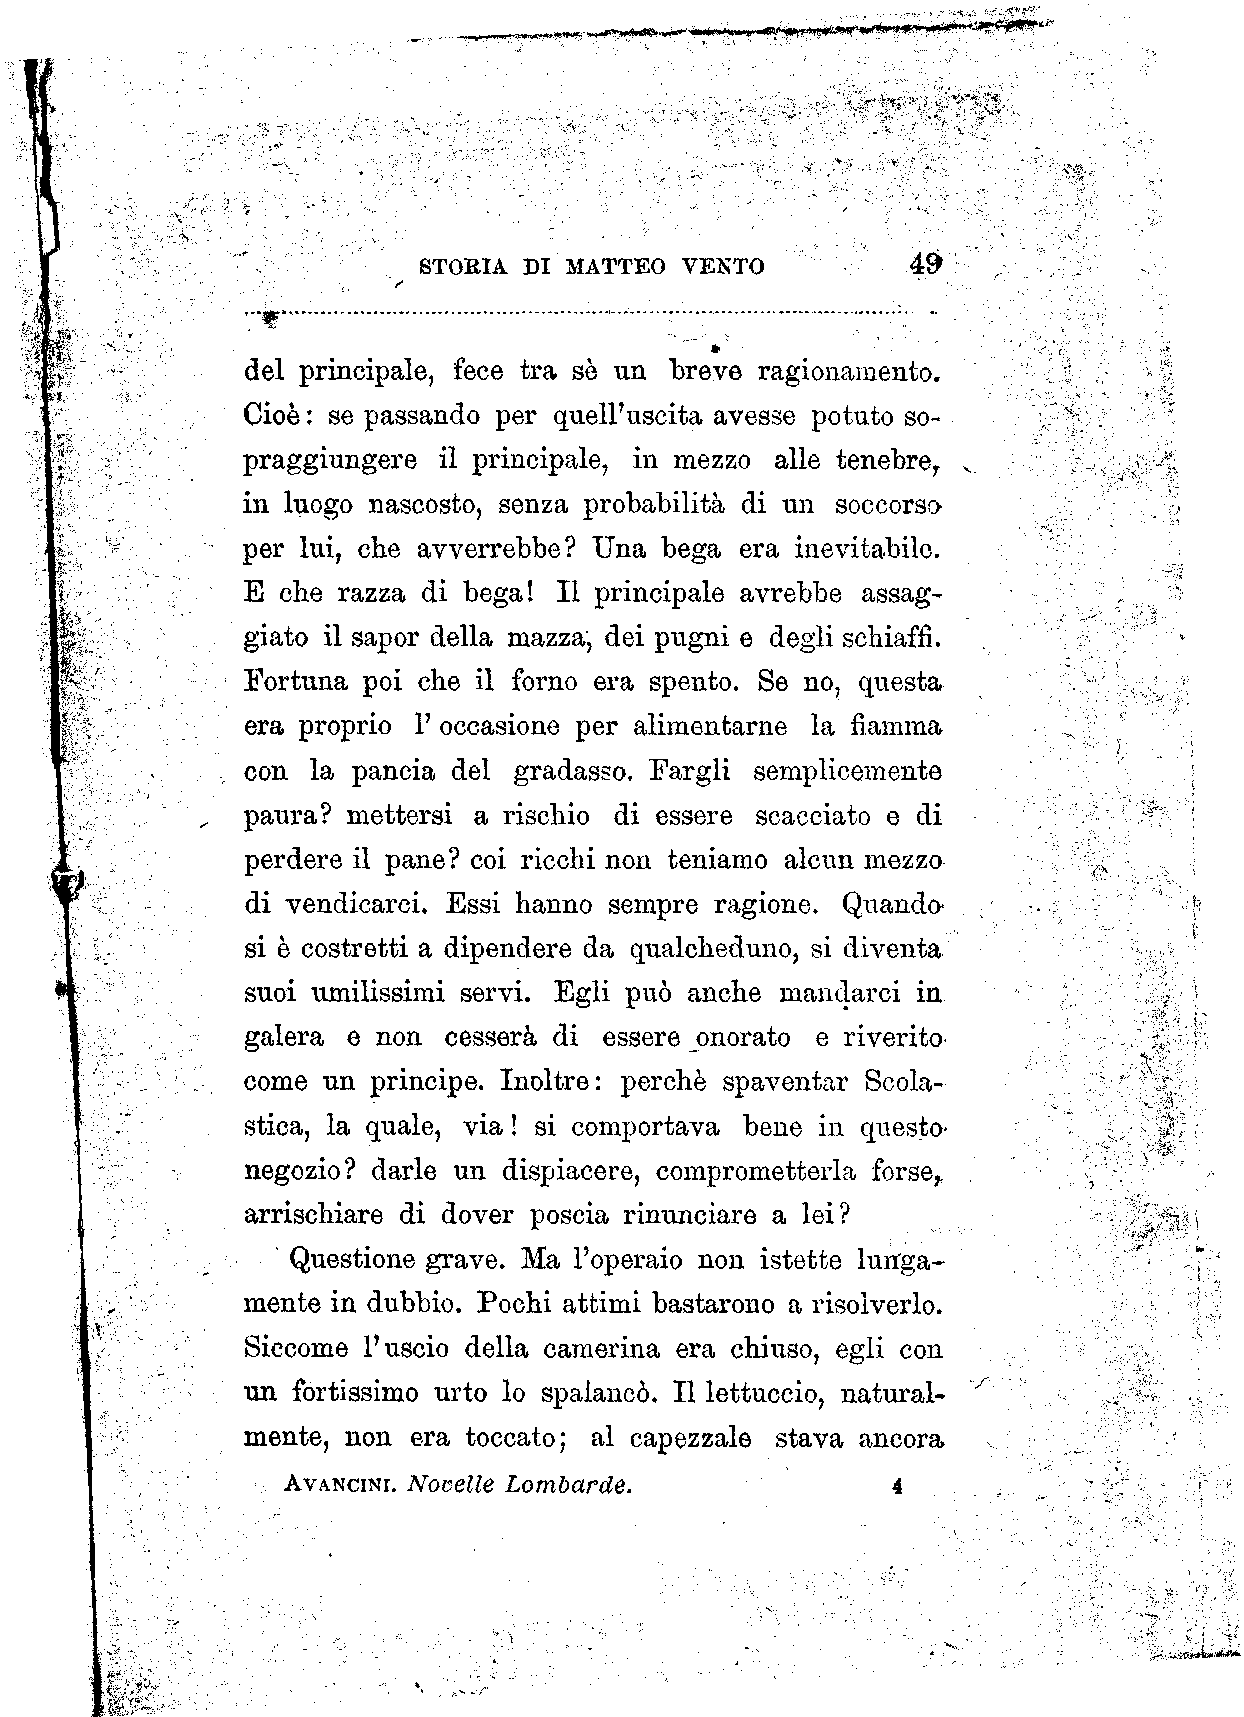 STORIA DI MATTEO VENTO 49
del principale, fece tra sè un breve ragionamento.
Cioè: se passando per quell'uscita avesse potuto so-
praggiungere il principale, in mezzo alle tenebre,
in luogo nascosto, senza probabilità di un soccorso
per lui, che avverrebbe? Una bega era inevitabile.
E che razza di bega! Il principale avrebbe assag-
giato il sapor della mazza, dei pugni e degli schiaffi.
Fortuna poi che il forno era spento. Se no, questa
era proprio l'occasione per alimentarne la fiamma
con la pancia del gradasso. Fargli semplicemente
paura? mettersi a rischio di essere scacciato e di
perdere il pane? coi ricchi non teniamo alcun mezzo
di vendicarci. Essi hanno sempre ragione. Quando
si è costretti a dipendere da qualcheduno, si diventa
suoi umilissimi servi. Egli può anche mandarci in
galera e non cesserà di essere onorato e riverito
come un principe. Inoltre: perchè spaventar Scola-
stica, la quale, via! si comportava bene in questo
negozio? darle un dispiacere, comprometterla forse,
arrischiare di dover poscia rinunciare a lei?
Questione grave. Ma l'operaio non istette lunga-
mente in dubbio. Pochi attimi bastarono a risolverlo.
Siccome l'uscio della camerina era chiuso, egli con
un fortissimo urto lo spalancò. Il lettuccio, natural-
mente, non era toccato; al capezzale stava ancora
AVANCINI. Novelle Lombarde. 4